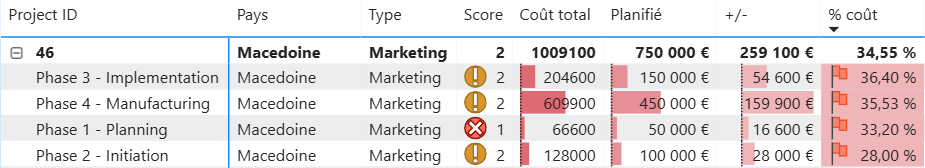 Project ID Pays Type Score Coût total Planifié +/- % coût
46 Macedoine Marketing 2 1009100 750 000 € 259 100 € 34,55 %
Phase 3 - Implementation Macedoine Marketing 2 204600 150 000 € 54 600 € 36,40 %
Phase 4 - Manufacturing Macedoine Marketing 2 609900 450 000 € 159 900 € 35,53 %
Phase 1 - Planning Macedoine Marketing 1 66600 50 000 € 16 600 € 33,20 %
Phase 2 - Initiation Macedoine Marketing 2 128000 100 000 € 28 000 € 28,00 %